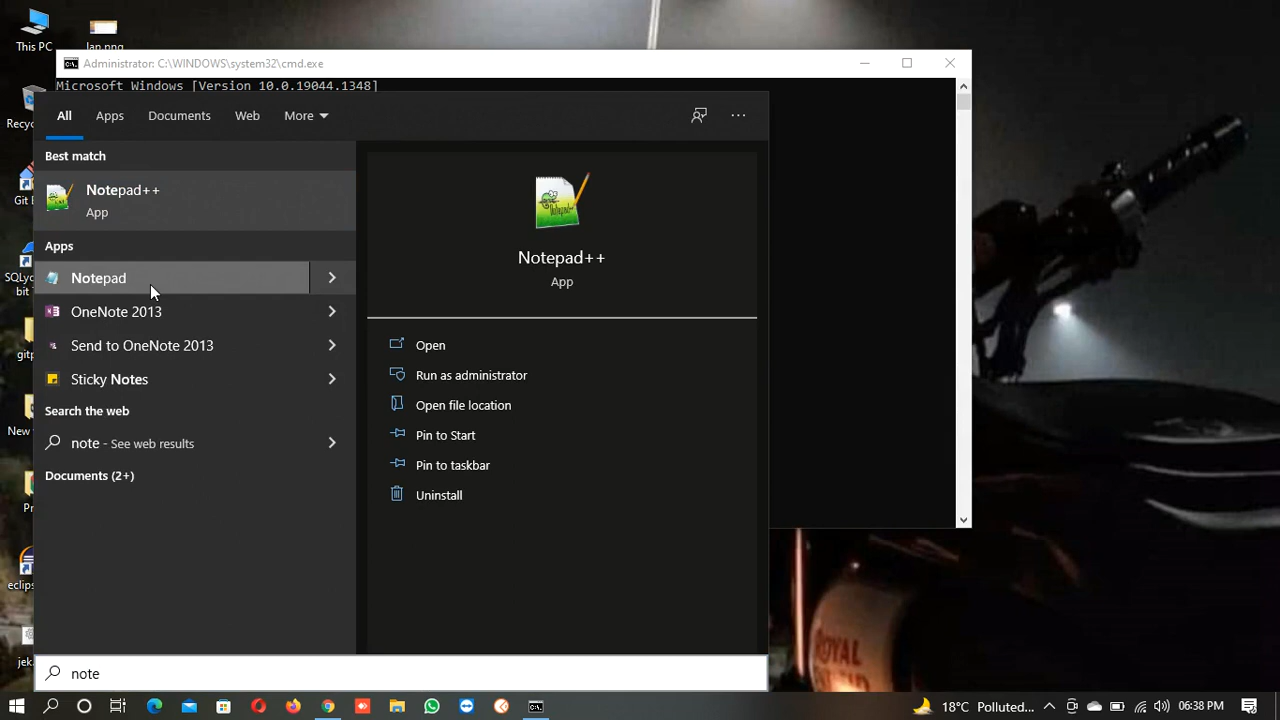 This PC
lan.png
Administrator: C:\WINDOWS\system32\cmd.exe
Microsoft Windows [Version 10.0.19044.1348]
All
Apps
Documents
Web
More
Best match
Notepad++
App
Apps
Notepad
OneNote 2013
Send to OneNote 2013
Sticky Notes
Search the web
note - See web results
Documents (2+)
Notepad++
App
Open
Run as administrator
Open file location
Pin to Start
Pin to taskbar
Uninstall
note
18°C Polluted...
06:38 PM